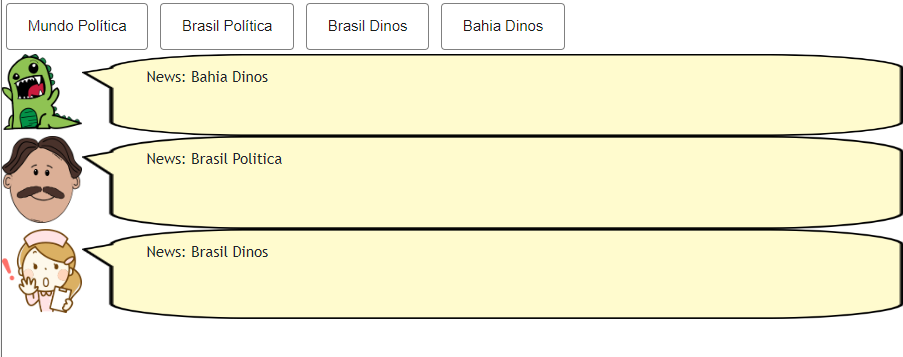 Mundo Política
Brasil Política
Brasil Dinos
Bahia Dinos
News: Bahia Dinos
News: Brasil Politica
News: Brasil Dinos